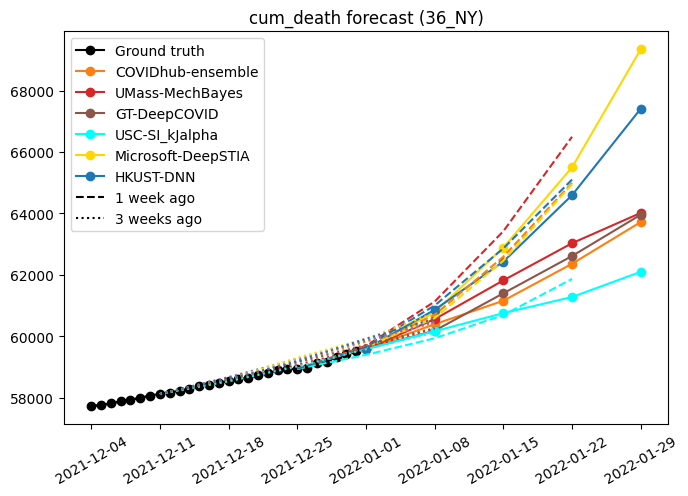 cum_death forecast (36_NY)
Ground truth
COVIDhub-ensemble
UMass-MechBayes
GT-DeepCOVID
USC-SI_kJalpha
Microsoft-DeepSTIA
HKUST-DNN
1 week ago
3 weeks ago
68000
66000
64000
62000
60000
58000
2021-12-04
2021-12-11
2021-12-18
2021-12-25
2022-01-01
2022-01-08
2022-01-15
2022-01-22
2022-01-29